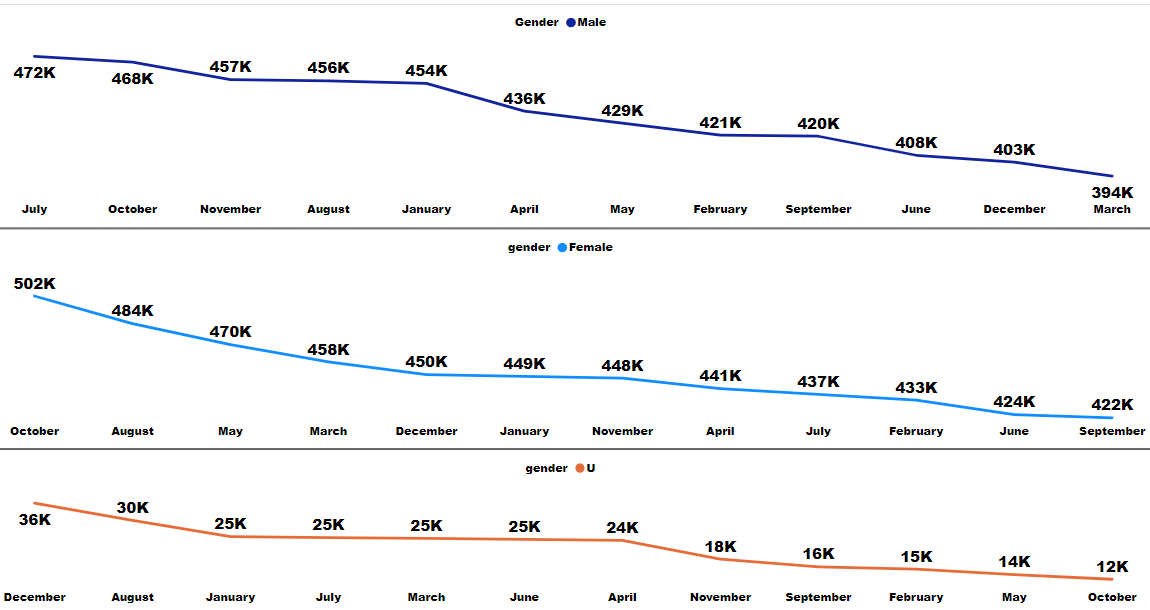 Gender Male
472K 468K 457K 456K 454K 436K 429K 421K 420K 408K 403K 394K
July October November August January April May February September June December March
gender Female
502K 484K 470K 458K 450K 449K 448K 441K 437K 433K 424K 422K
October August May March December January November April July February June September
gender U
36K 30K 25K 25K 25K 25K 24K 18K 16K 15K 14K 12K
December August January July March June April November September February May October